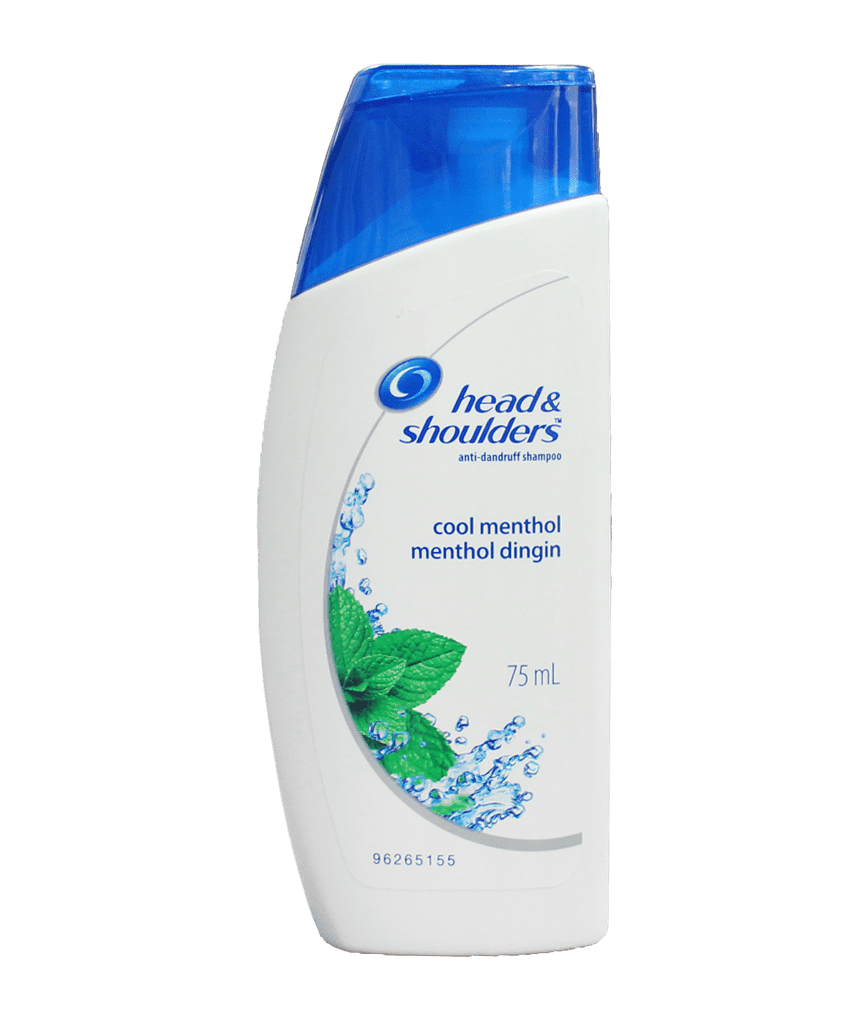 head &
shoulders™
anti-dandruff shampoo
cool menthol
menthol dingin
75 mL
96265155